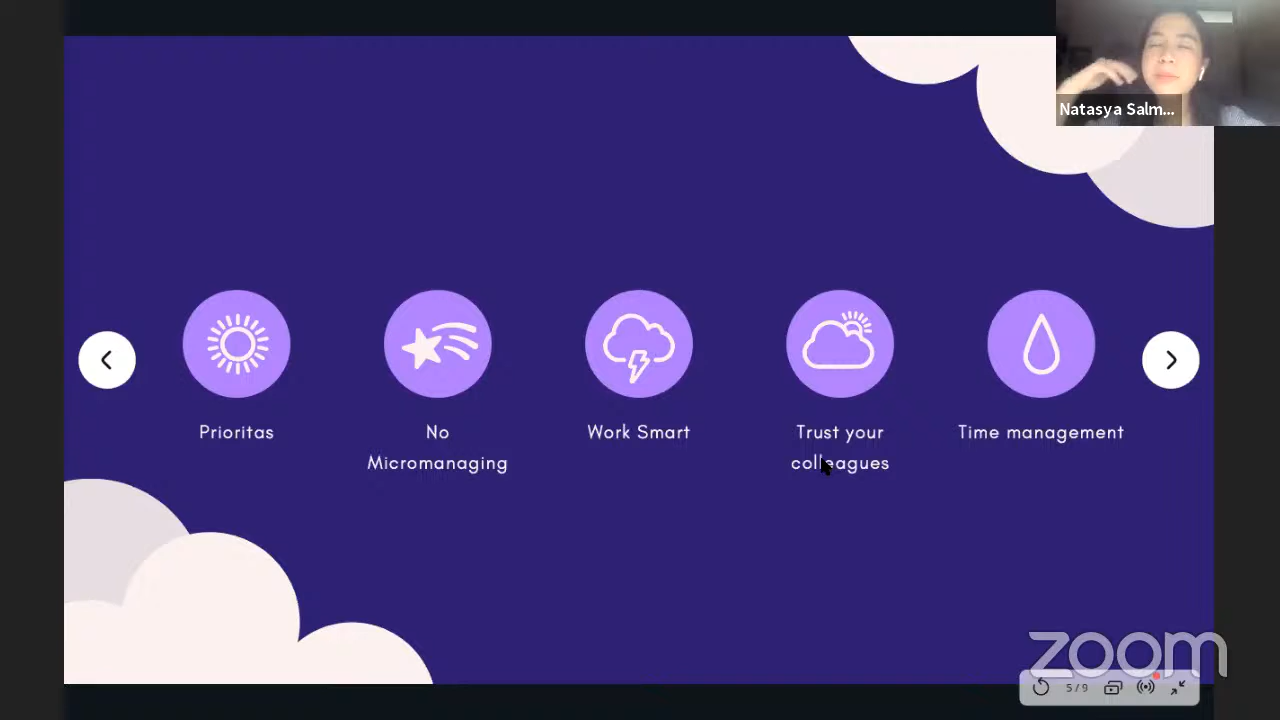 Natasya Salm...
Prioritas
No
Micromanaging
Work Smart
Trust your
colleagues
Time management
zoom
5/9